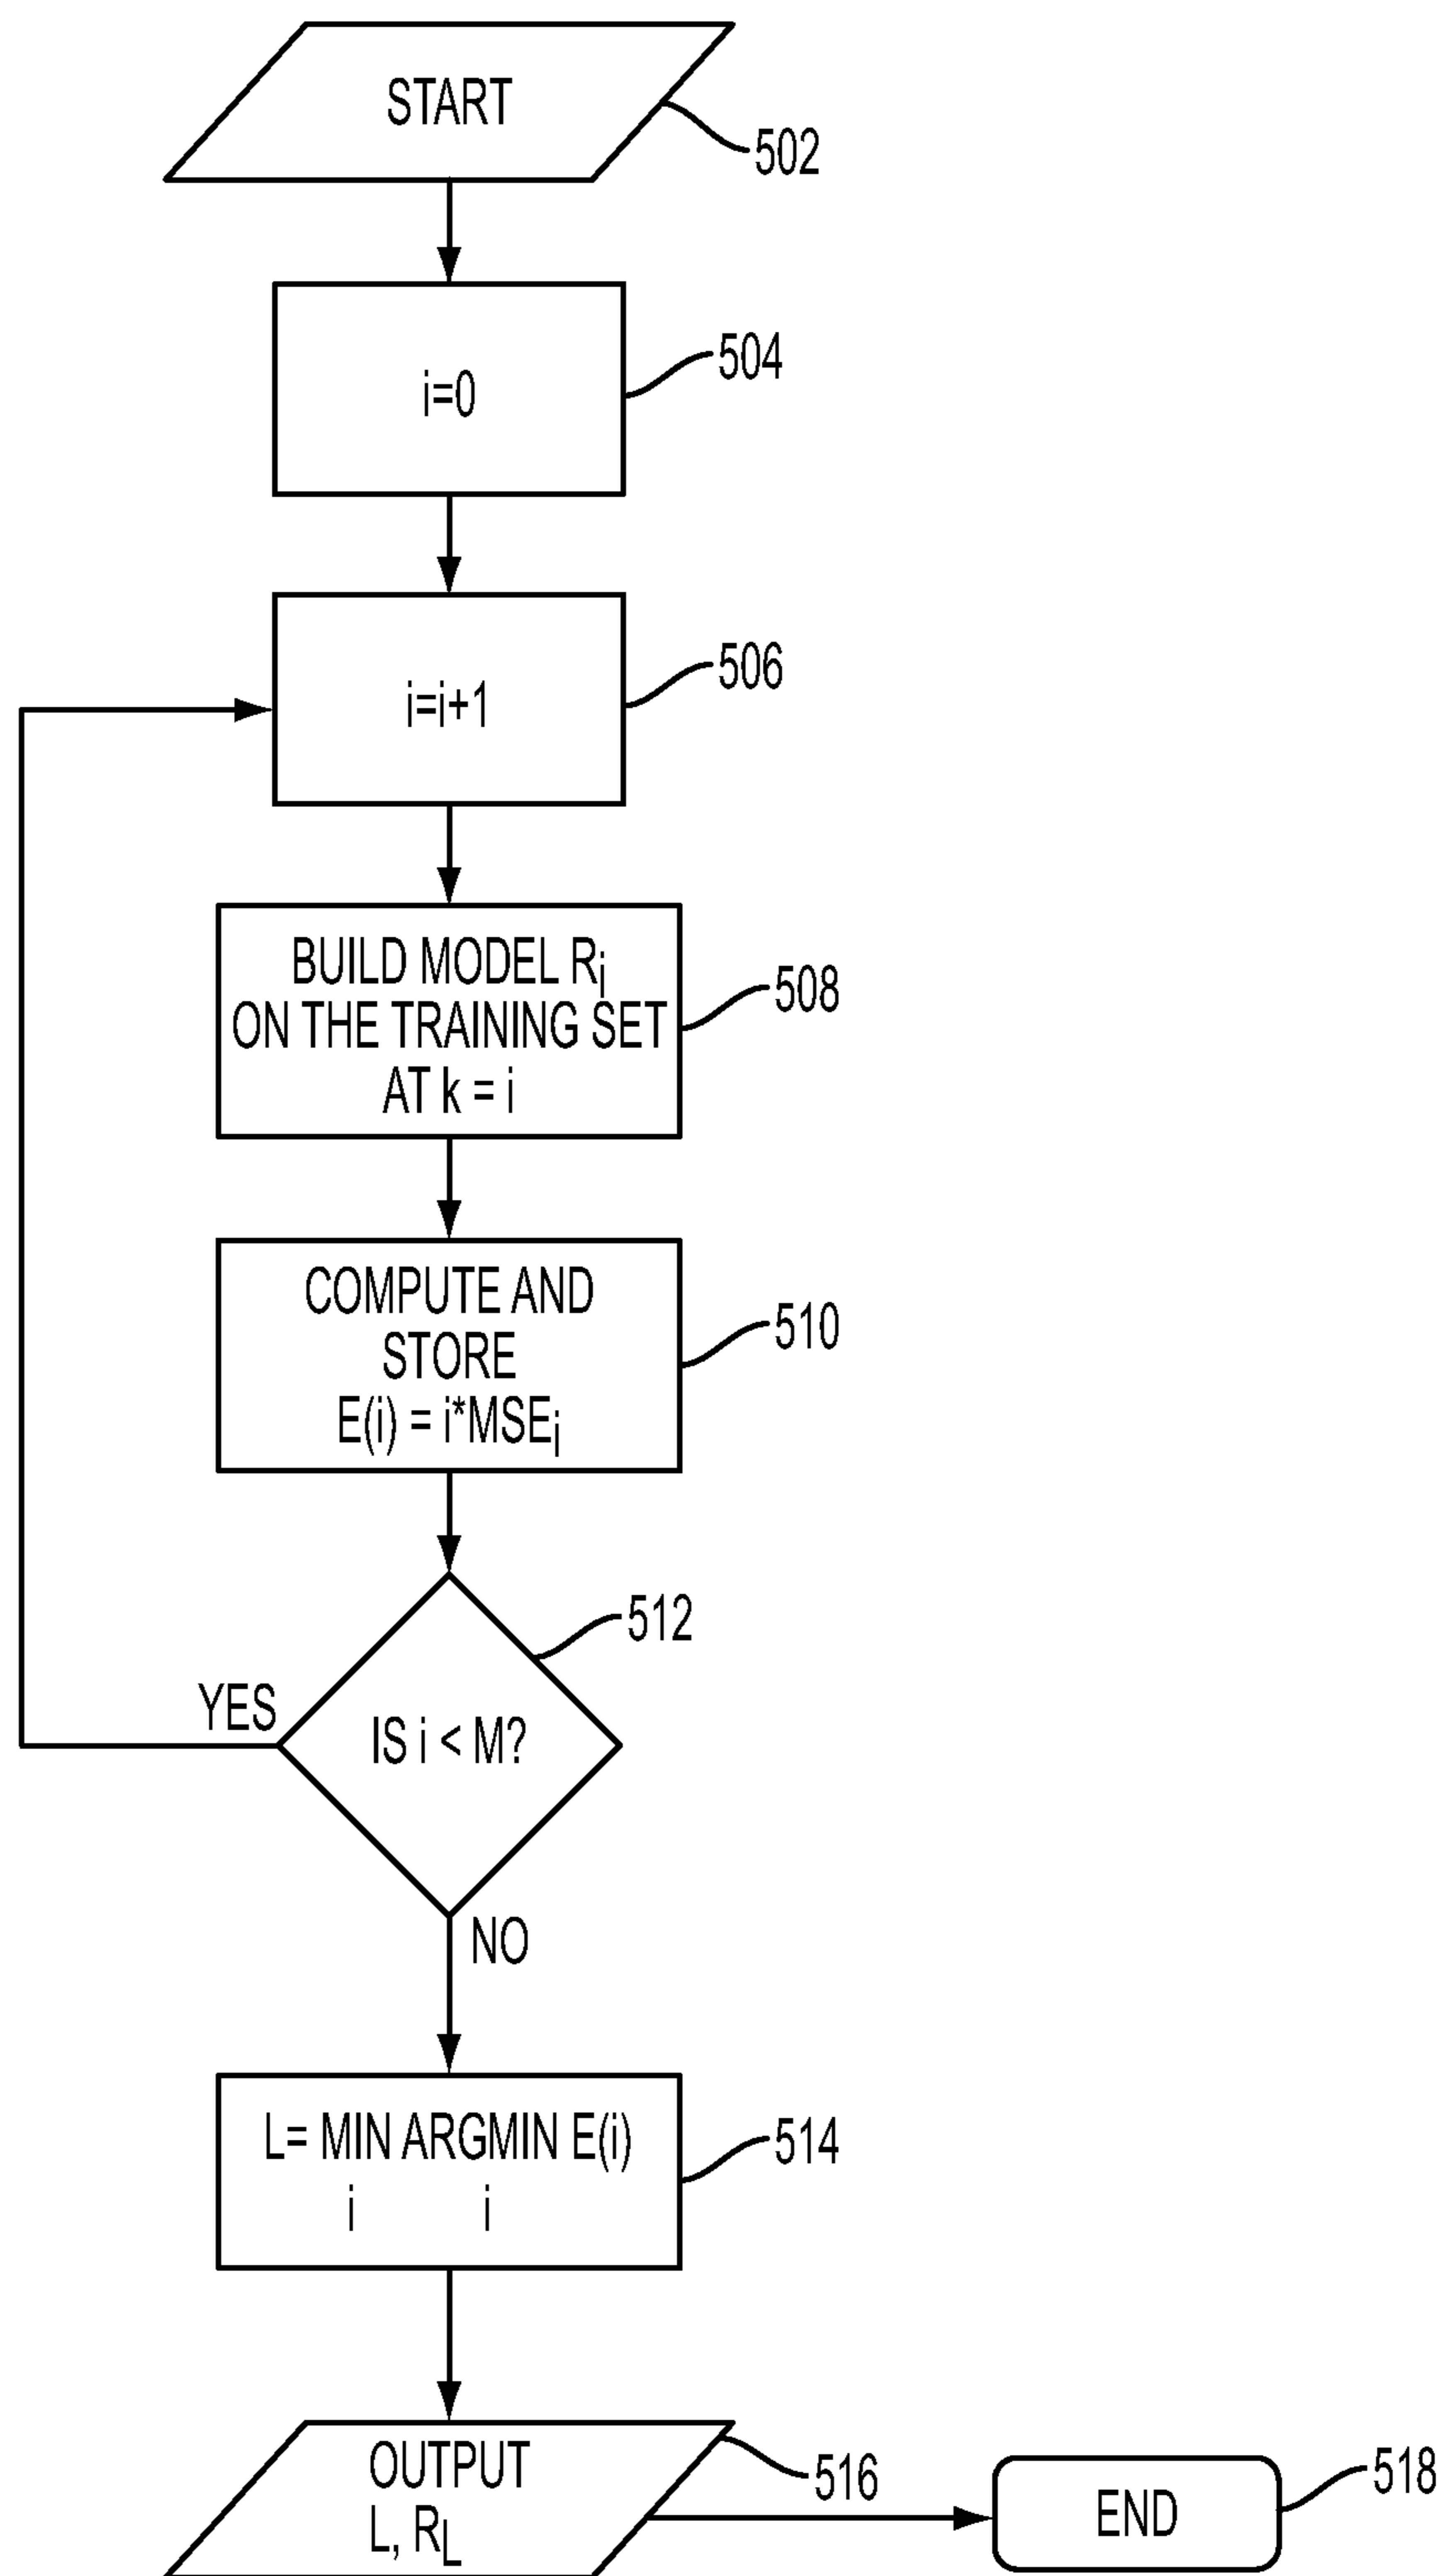 START
502
i=0
504
i=i+1
506
BUILD MODEL Ri
ON THE TRAINING SET
AT k = i
508
COMPUTE AND
STORE
E(i) = i*MSEi
510
512
IS i < M?
YES
NO
L= MIN ARGMIN E(i)
i i
514
OUTPUT
L, RL
516
END
518